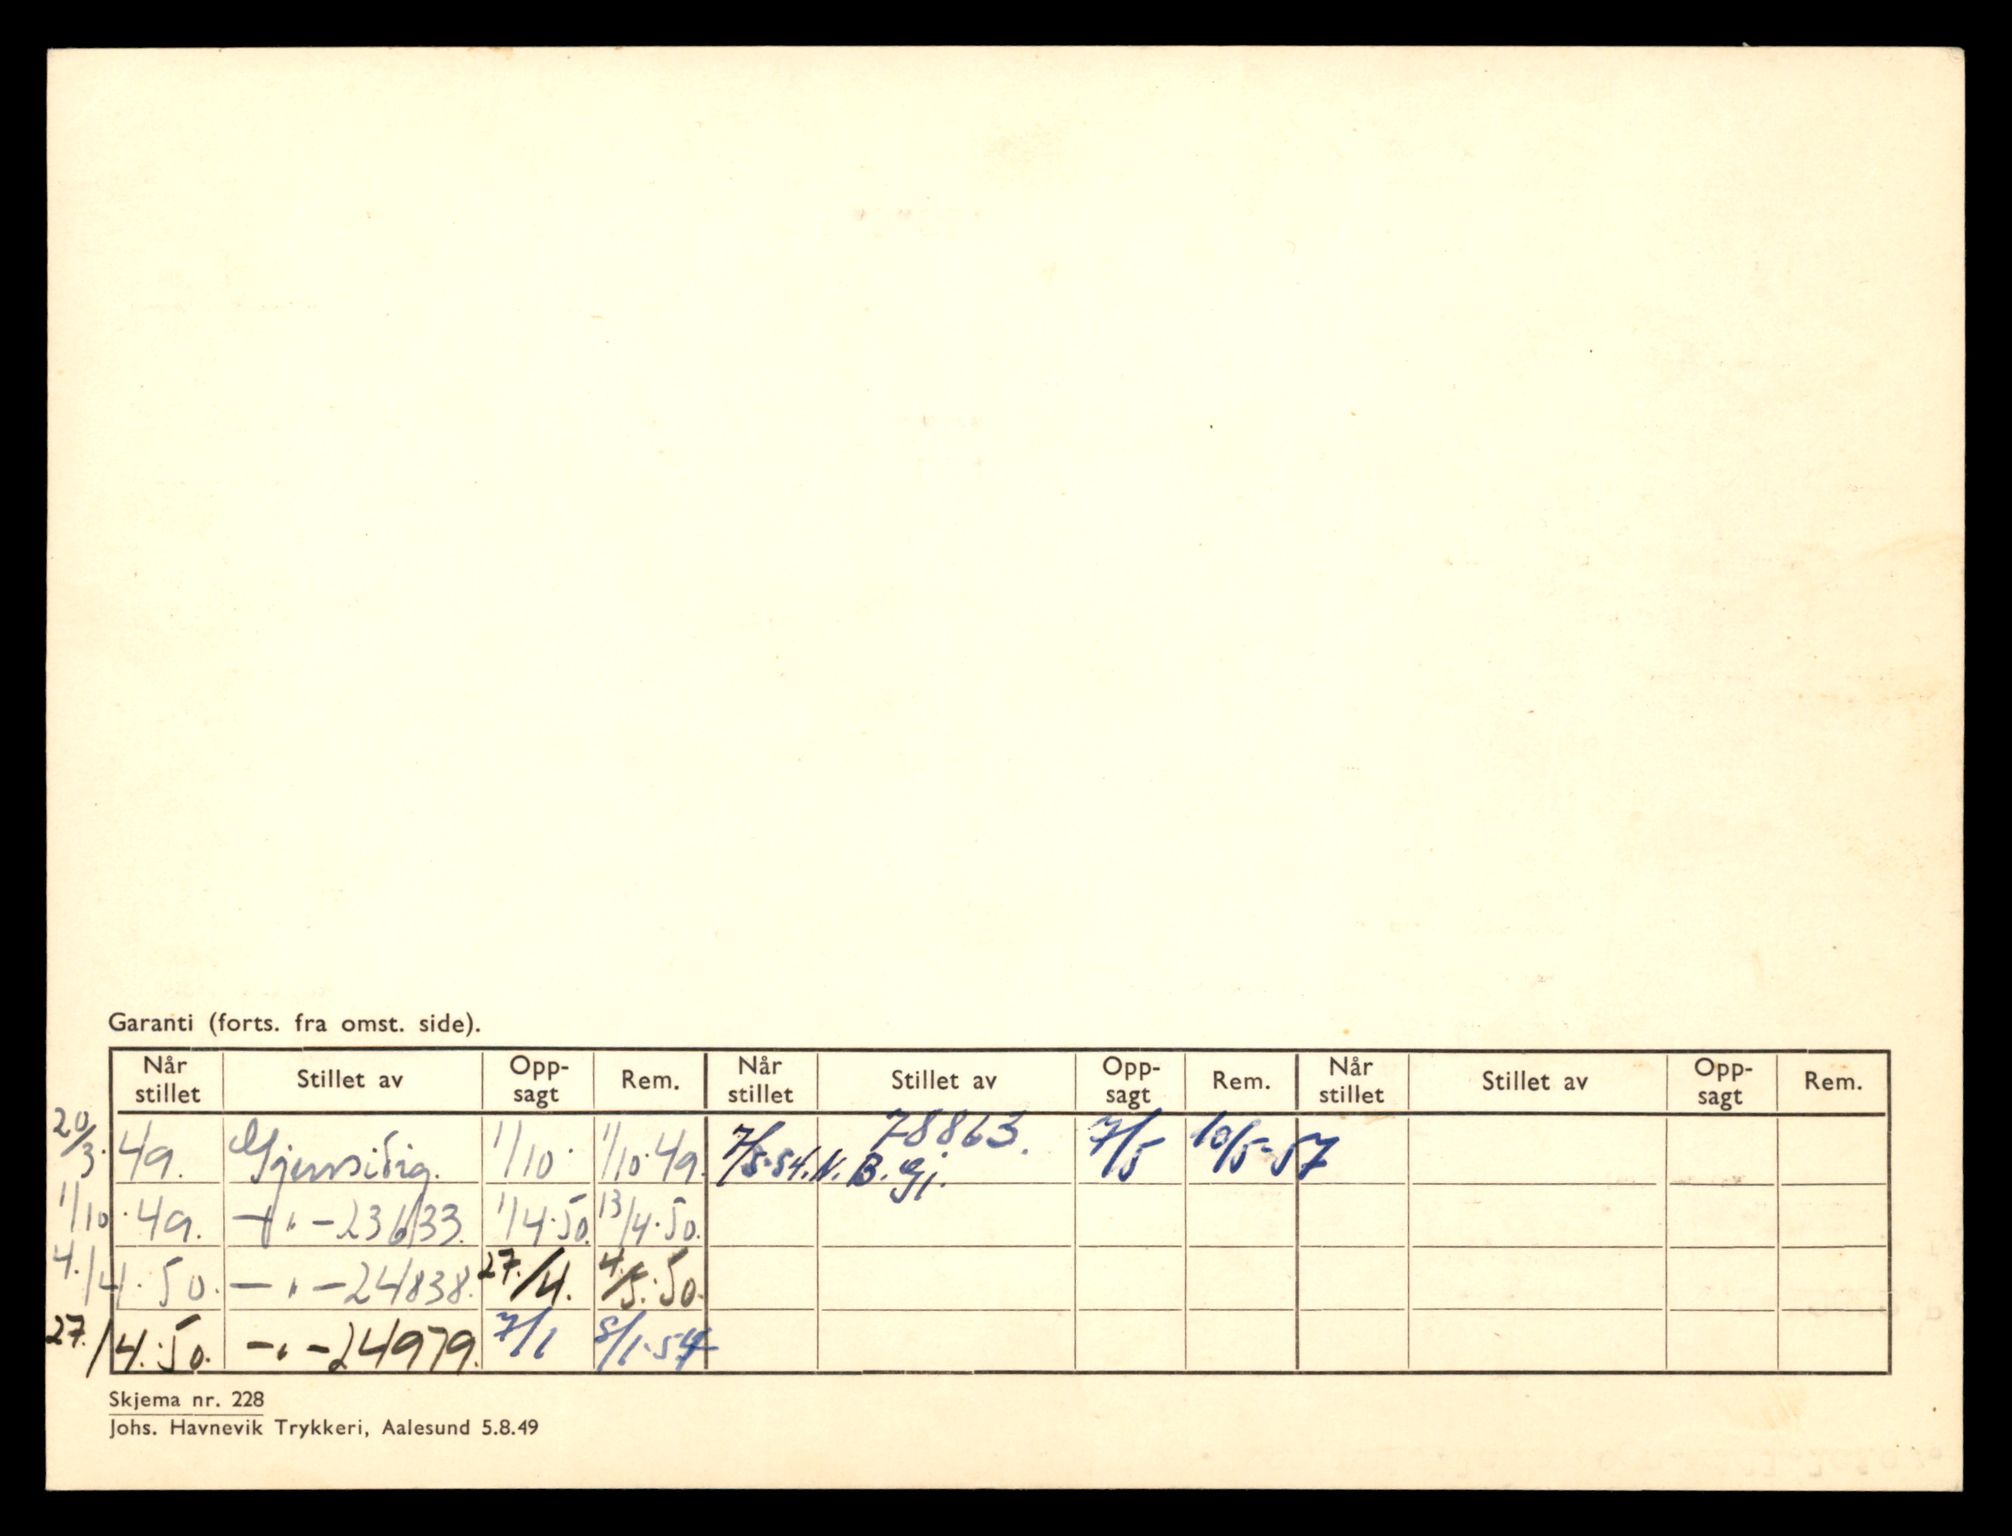 Garanti (forts. fra omst. side).
Når stillet | Stillet av | Opp-sagt | Rem. | Når stillet | Stillet av | Opp-sagt | Rem. | Når stillet | Stillet av | Opp-sagt | Rem.
20/3. 49. | Gjensidig. | 1/10. | 1/10.49. | 7/5.54. | N. B. Gj. 78863. | 7/5 | 10/5-57
1/10.49. | —"—23633. | 1/4.50. | 13/4.50.
4./4.50. | —"—24838. | 27./4. | 4./5.50.
27./4.50. | —"—24979. | 7/1 | 8/1.54
Skjema nr. 228
Johs. Havnevik Trykkeri, Aalesund 5.8.49